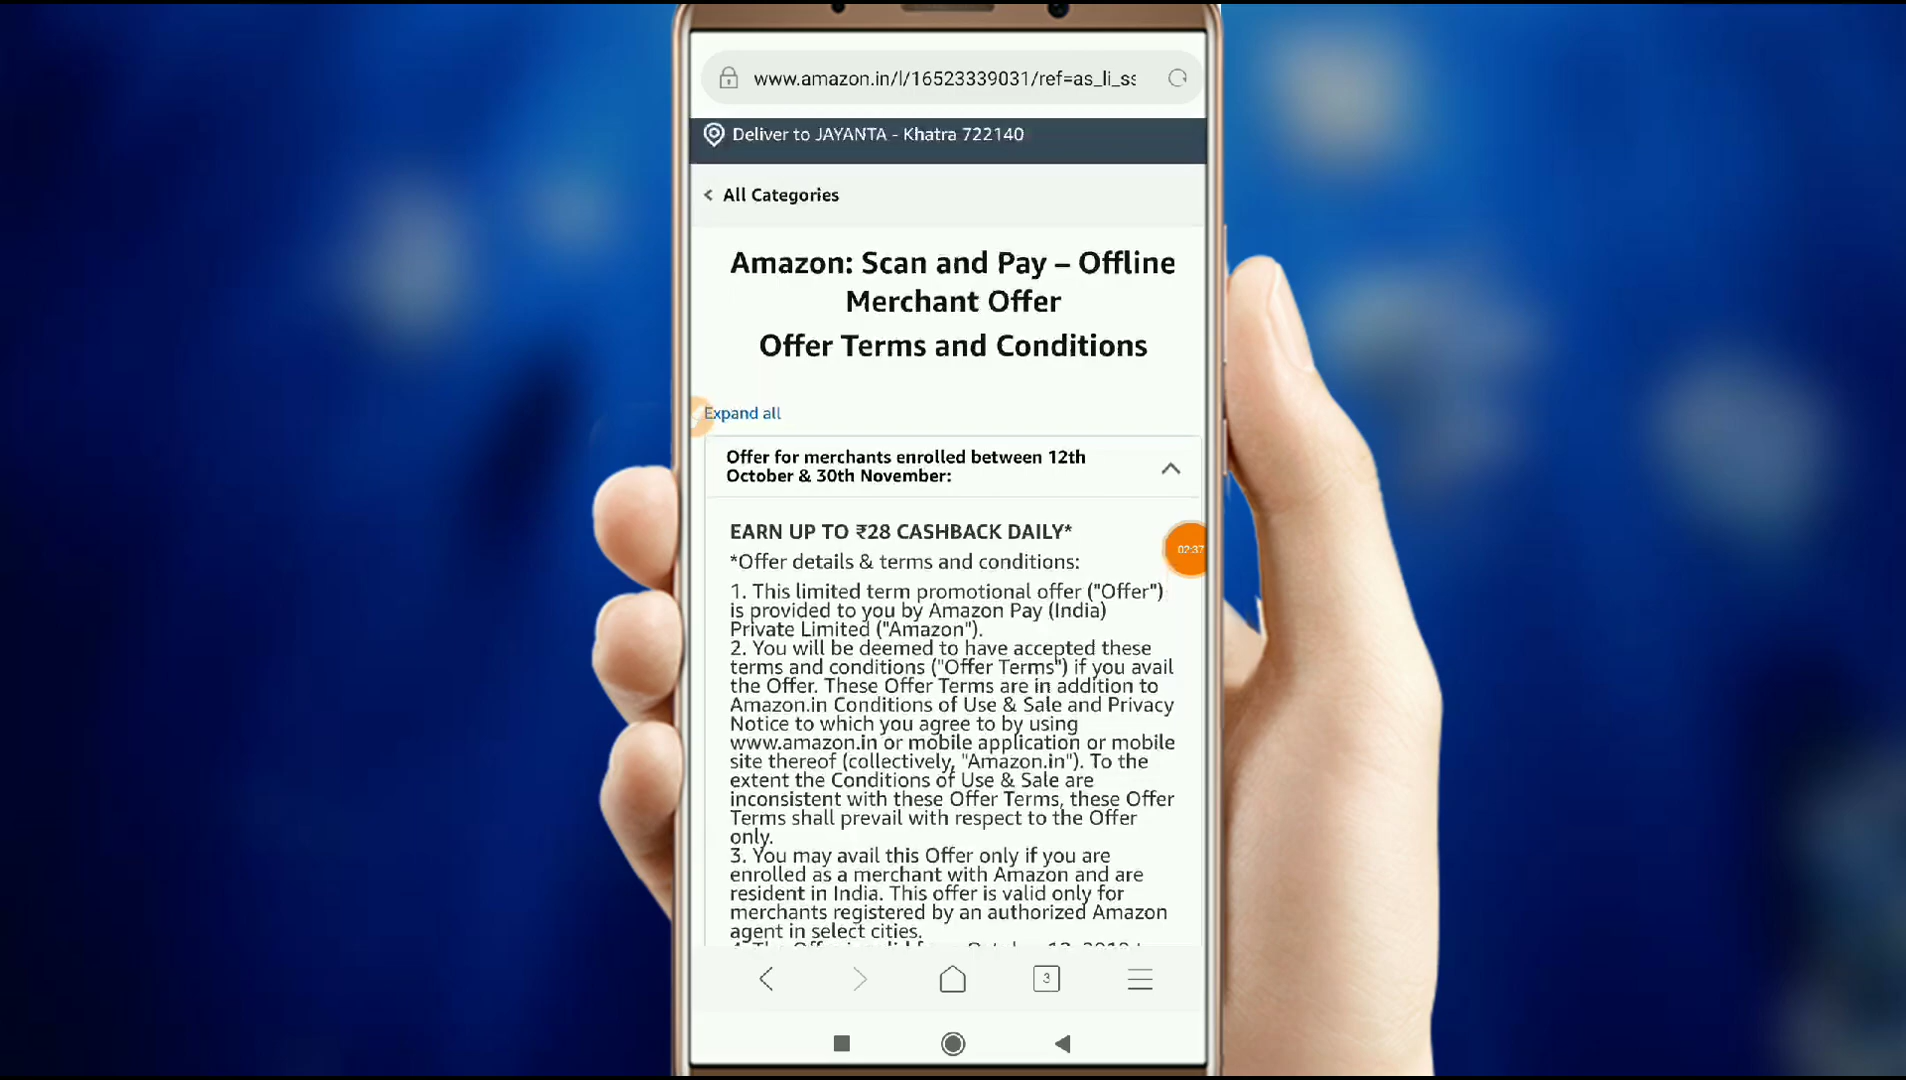 www.amazon.in/l/16523339031/ref=as_li_ss
Deliver to JAYANTA - Khatra 722140
All Categories
Amazon: Scan and Pay – Offline
Merchant Offer
Offer Terms and Conditions
Expand all
Offer for merchants enrolled between 12th
October & 30th November:
EARN UP TO ₹28 CASHBACK DAILY*
*Offer details & terms and conditions:
02:37
1. This limited term promotional offer ("Offer")
is provided to you by Amazon Pay (India)
Private Limited ("Amazon").
2. You will be deemed to have accepted these
terms and conditions ("Offer Terms") if you avail
the Offer. These Offer Terms are in addition to
Amazon.in Conditions of Use & Sale and Privacy
Notice to which you agree to by using
www.amazon.in or mobile application or mobile
site thereof (collectively, "Amazon.in"). To the
extent the Conditions of Use & Sale are
inconsistent with these Offer Terms, these Offer
Terms shall prevail with respect to the Offer
only.
3. You may avail this Offer only if you are
enrolled as a merchant with Amazon and are
resident in India. This offer is valid only for
merchants registered by an authorized Amazon
agent in select cities.
3